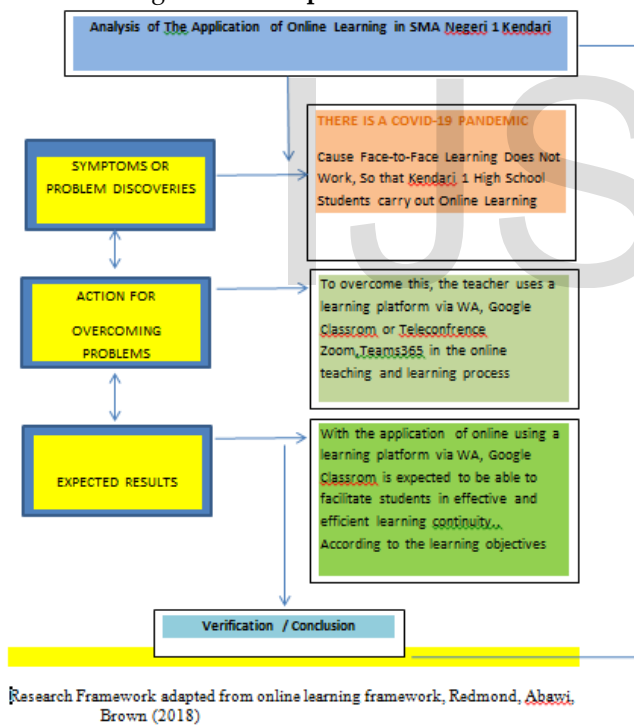 Analysis of The Application of Online Learning in SMA Negeri 1 Kendari
THERE IS A COVID-19 PANDEMIC
Cause Face-to-Face Learning Does Not
Work, So that Kendari 1 High School
Students carry out Online Learning
SYMPTOMS OR
PROBLEM DISCOVERIES
To overcome this, the teacher uses a
learning platform via WA, Google
Classrom or Teleconfrence
Zoom,Teams365 in the online
teaching and learning process
ACTION FOR
OVERCOMING
PROBLEMS
With the application of online using a
learning platform via WA, Google
Classrom is expected to be able to
facilitate students in effective and
efficient learning continuity..
According to the learning objectives
EXPECTED RESULTS
Verification / Conclusion
Research Framework adapted from online learning framework, Redmond, Abawi,
Brown (2018)
IJS